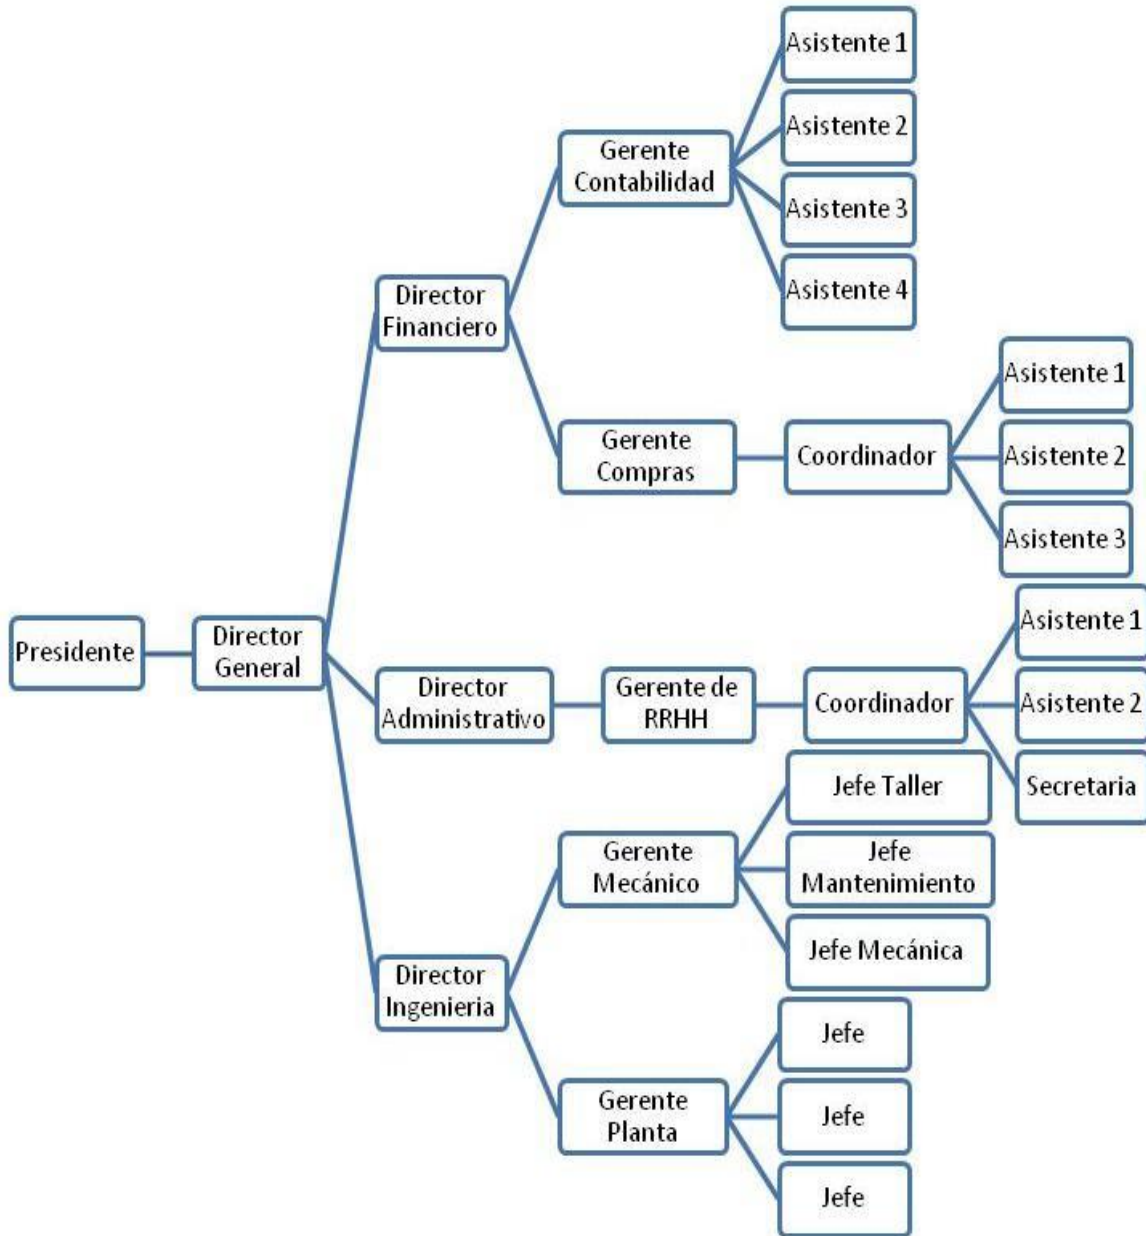 Presidente
Director
General
Director
Financiero
Gerente
Contabilidad
Asistente 1
Asistente 2
Asistente 3
Asistente 4
Gerente
Compras
Coordinador
Asistente 1
Asistente 2
Asistente 3
Director
Administrativo
Gerente de
RRHH
Coordinador
Asistente 1
Asistente 2
Secretaria
Director
Ingenieria
Gerente
Mecánico
Jefe Taller
Jefe
Mantenimiento
Jefe Mecánica
Gerente
Planta
Jefe
Jefe
Jefe